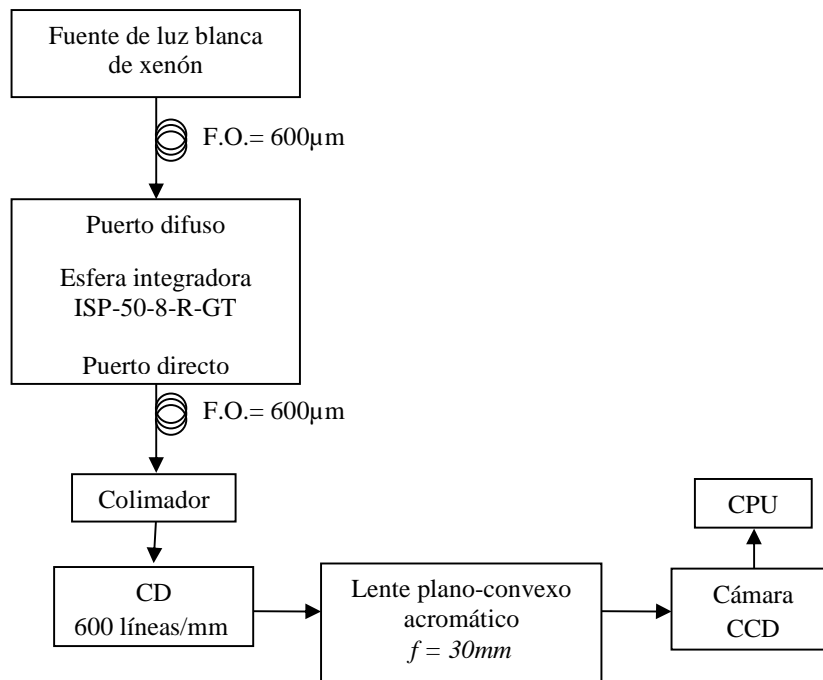 Fuente de luz blanca
de xenón
F.O.= 600µm
Puerto difuso
Esfera integradora
ISP-50-8-R-GT
Puerto directo
F.O.= 600µm
Colimador
CD
600 líneas/mm
Lente plano-convexo
acromático
f = 30mm
CPU
Cámara
CCD